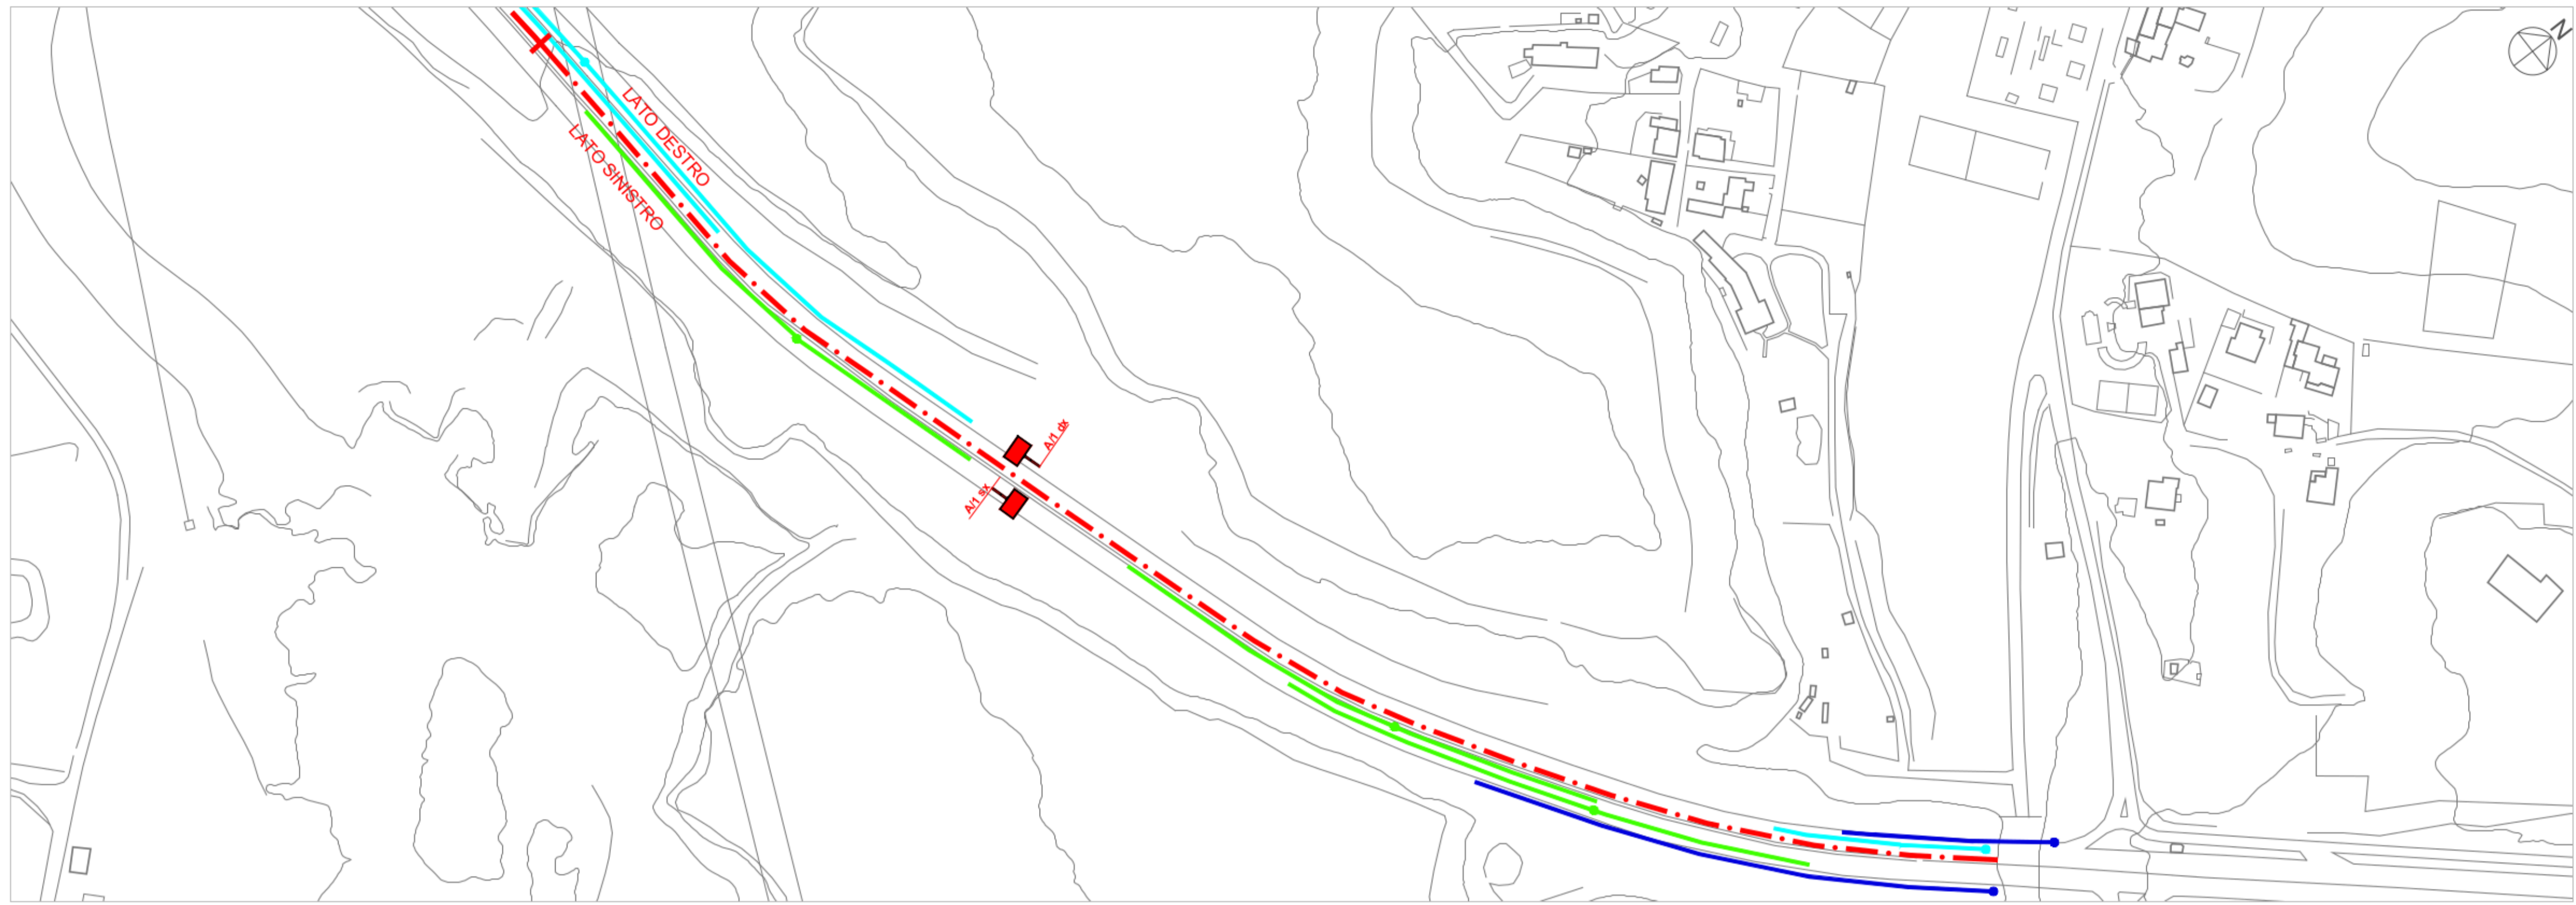 N
LATO DESTRO
LATO SINISTRO
A/1 dx
A/1 sx